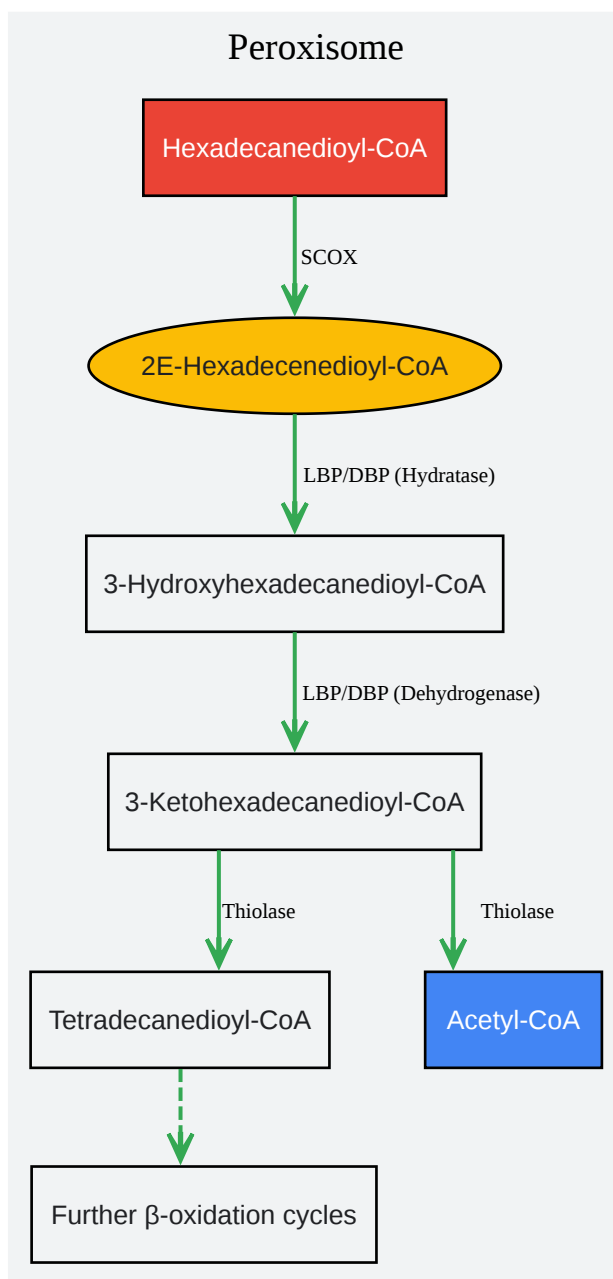 Peroxisome
Hexadecanedioyl-CoA
SCOX
2E-Hexadecenedioyl-CoA
LBP/DBP (Hydratase)
3-Hydroxyhexadecanedioyl-CoA
LBP/DBP (Dehydrogenase)
3-Ketohexadecanedioyl-CoA
Thiolase
Thiolase
Tetradecanedioyl-CoA
Acetyl-CoA
Further β-oxidation cycles